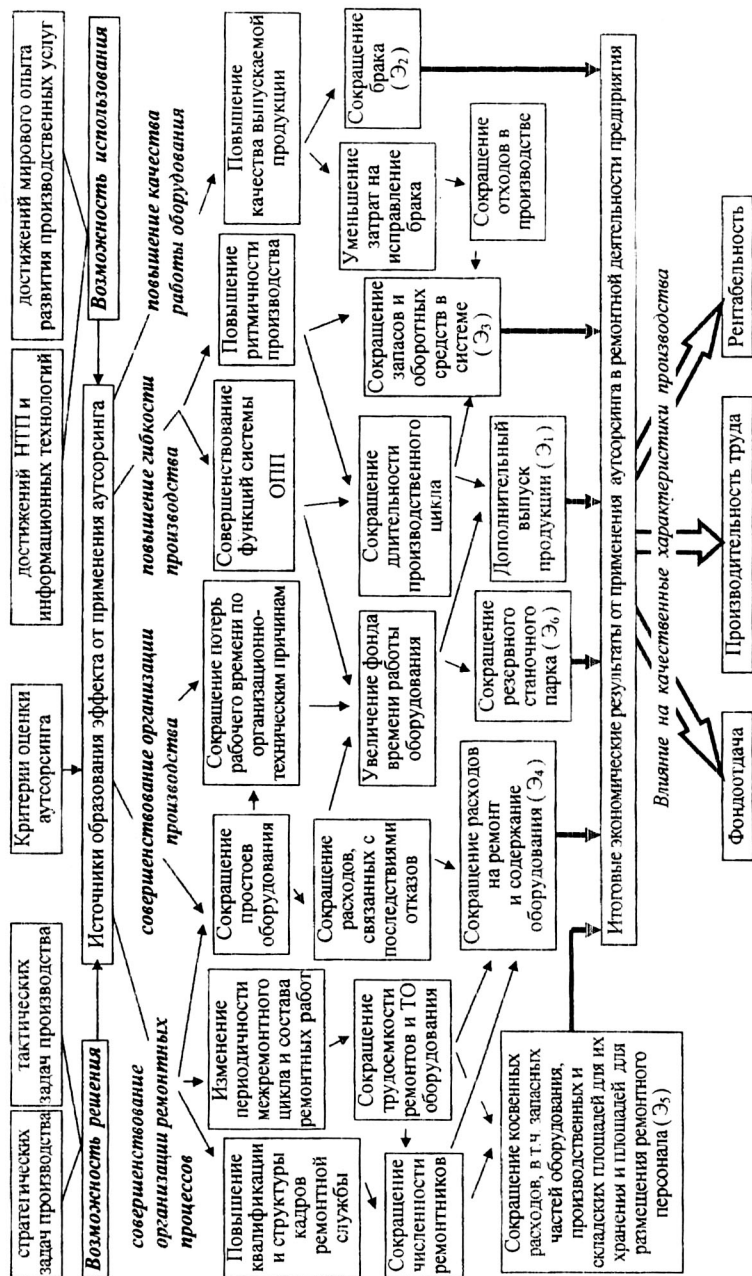 стратегических
задач производства
тактических
задач производства
Возможность решения
Критерии оценки
аутсорсинга
достижений НТП и
информационных технологий
достижений мирового опыта
развития производственных услуг
Возможность использования
Источники образования эффекта от применения аутсорсинга
совершенствование
организации ремонтных
процессов
совершенствование организации
производства
повышение гибкости
производства
повышение качества
работы оборудования
Повышение
квалификации
и структуры
кадров
ремонтной
службы
Изменение
периодичности
межремонтного
цикла и состава
ремонтных работ
Сокращение
простоев
оборудования
Сокращение потерь
рабочего времени по
организационно-
техническим причинам
Совершенствование
функций системы
ОПП
Повышение
ритмичности
производства
Повышение
качества выпускаемой
продукции
Сокращение
численности
ремонтников
Сокращение
трудоемкости
ремонтов и ТО
оборудования
Сокращение
расходов,
связанных с
последствиями
отказов
Увеличение фонда
времени работы
оборудования
Сокращение
длительности
производственного
цикла
Сокращение
запасов и
оборотных
средств в
системе
(Э3)
Уменьшение
затрат на
исправление
брака
Сокращение
брака
(Э2)
Сокращение косвенных
расходов, в т.ч. запасных
частей оборудования,
производственных и
складских площадей для их
хранения и площадей для
размещения ремонтного
персонала (Э5)
Сокращение расходов
на ремонт
и содержание
оборудования (Э4)
Сокращение
резервного
станочного
парка (Э6)
Дополнительный
выпуск
продукции (Э1)
Сокращение
отходов в
производстве
Итоговые экономические результаты от применения аутсорсинга в ремонтной деятельности предприятия
Влияние на качественные характеристики производства
Фондоотдача
Производительность труда
Рентабельность